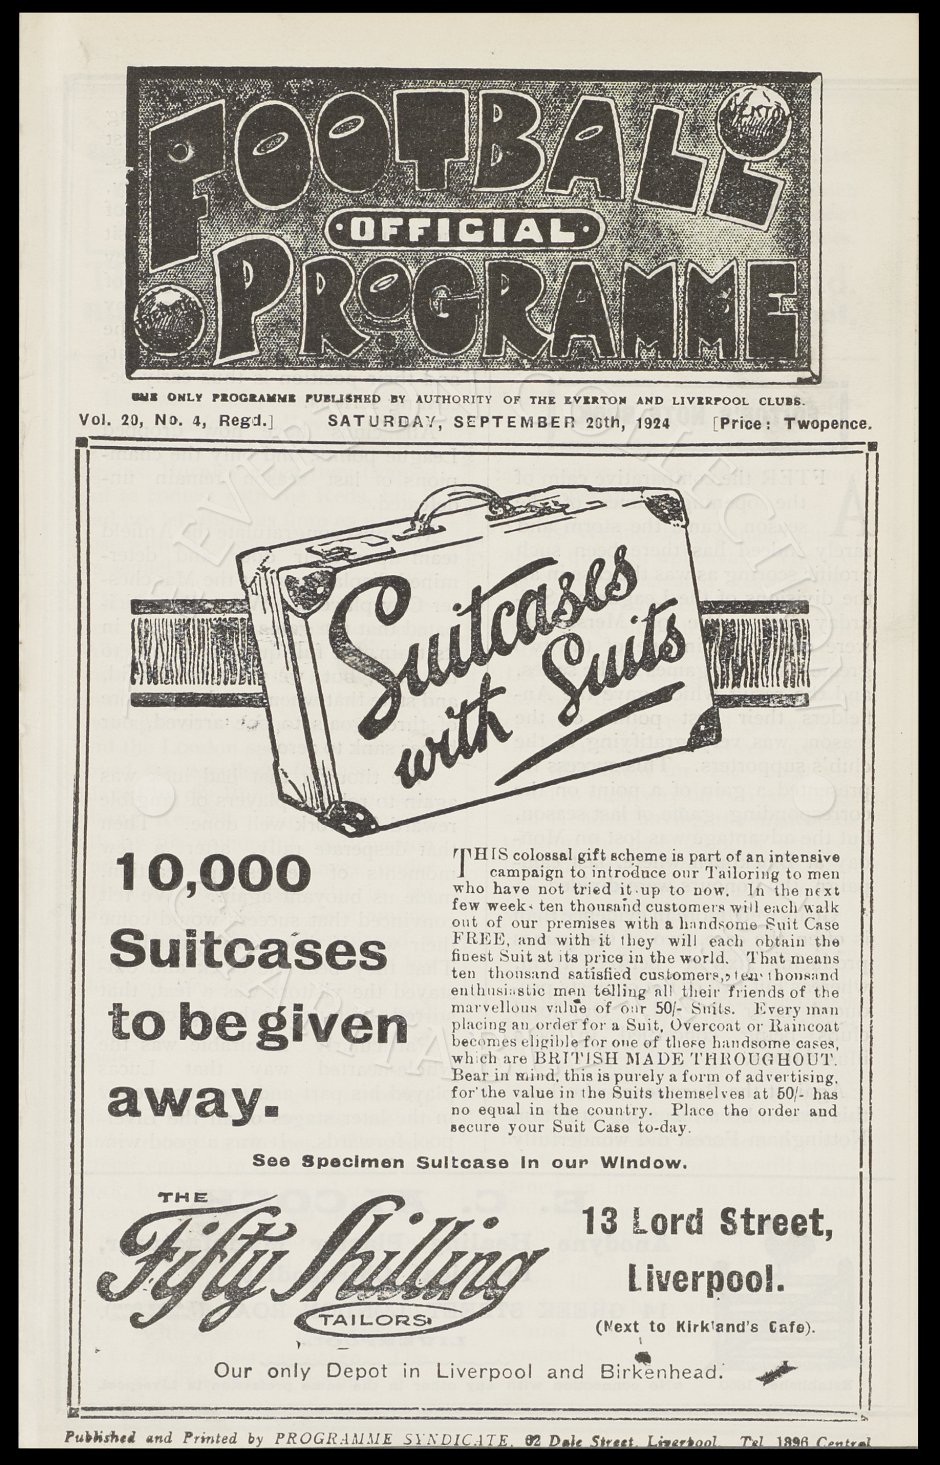 FOOTBALL
OFFICIAL
PROGRAMME
THE ONLY PROGRAMME PUBLISHED BY AUTHORITY OF THE EVERTON AND LIVERPOOL CLUBS.
Vol. 20, No. 4, Regd.] SATURDAY, SEPTEMBER 20th, 1924 [Price: Twopence.
Suitcases
with Suits
10,000
Suitcases
to be given
away.
THIS colossal gift scheme is part of an intensive
campaign to introduce our Tailoring to men
who have not tried it up to now. In the next
few weeks ten thousand customers will each walk
out of our premises with a handsome Suit Case
FREE, and with it they will each obtain the
finest Suit at its price in the world. That means
ten thousand satisfied customers, ten thousand
enthusiastic men telling all their friends of the
marvellous value of our 50/- Suits. Every man
placing an order for a Suit, Overcoat or Raincoat
becomes eligible for one of these handsome cases,
which are BRITISH MADE THROUGHOUT.
Bear in mind, this is purely a form of advertising,
for the value in the Suits themselves at 50/- has
no equal in the country. Place the order and
secure your Suit Case to-day.
See Specimen Suitcase in our Window.
THE
Fifty Shilling
TAILORS
13 Lord Street,
Liverpool.
(Next to Kirkland's Cafe).
Our only Depot in Liverpool and Birkenhead.
Published and Printed by PROGRAMME SYNDICATE, 62 Dale Street, Liverpool. Tel. 1896 Central